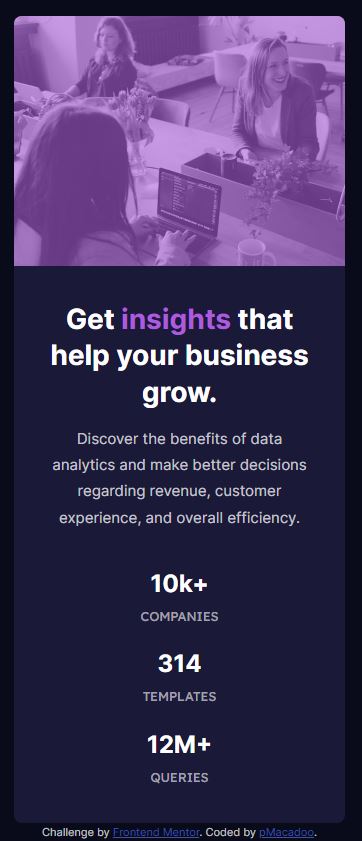 Get insights that
help your business
grow.
Discover the benefits of data
analytics and make better decisions
regarding revenue, customer
experience, and overall efficiency.
10k+
COMPANIES
314
TEMPLATES
12M+
QUERIES
Challenge by Frontend Mentor. Coded by pMacadoo.